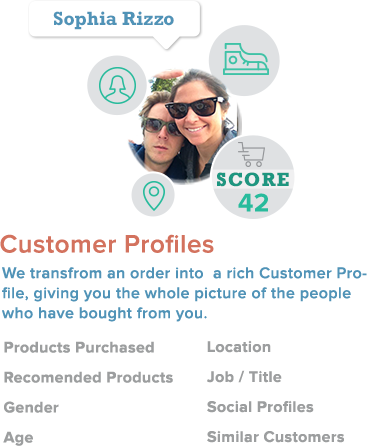 Sophia Rizzo
SCORE
42
Customer Profiles
We transfrom an order into a rich Customer Pro-
file, giving you the whole picture of the people
who have bought from you.
Products Purchased
Location
Recomended Products
Job / Title
Gender
Social Profiles
Age
Similar Customers